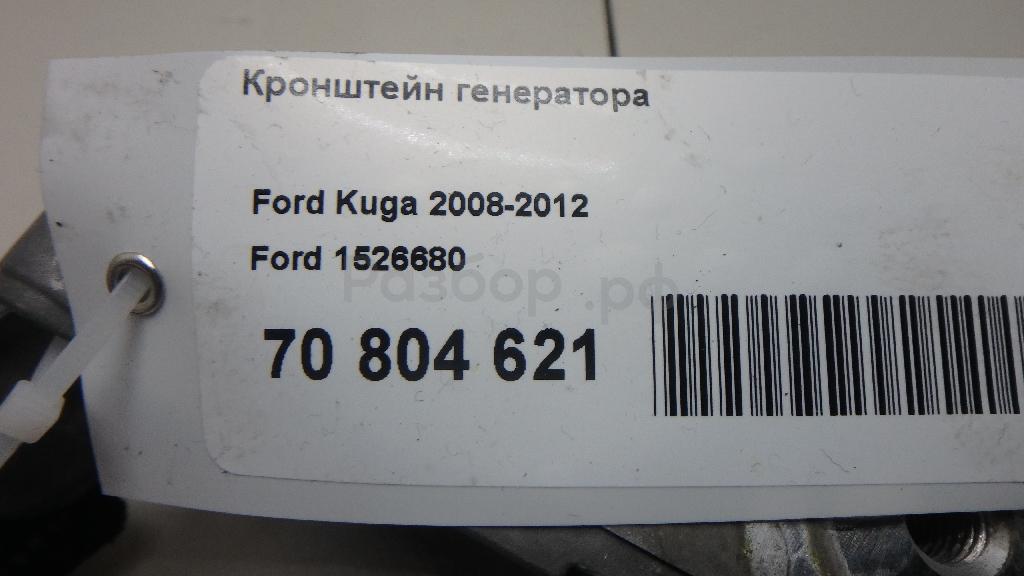 Кронштейн генератора
Ford Kuga 2008-2012
Ford 1526680
Разбор.рф
70 804 621